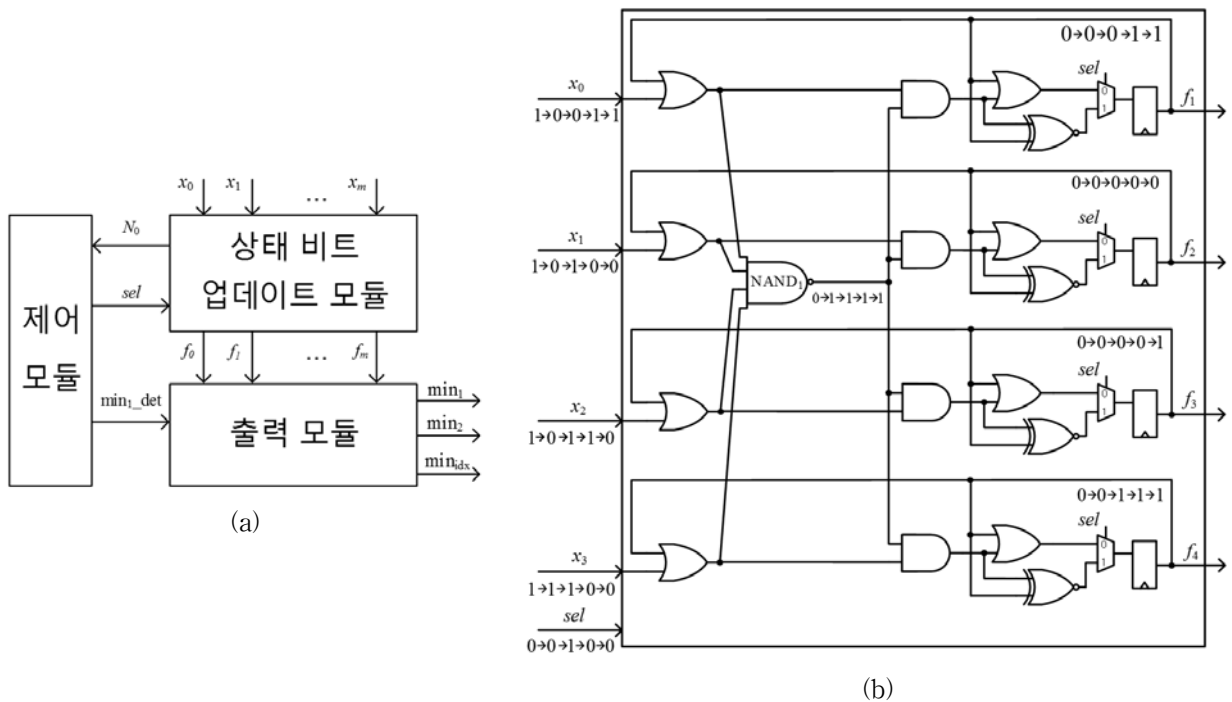 x₀ x₁ … xₘ
N₀
sel
상태 비트
업데이트 모듈
제어
모듈
f₀ f₁ … fₘ
min₁_det
출력 모듈
min₁
min₂
min_idx
(a)
0→0→0→1→1
x₀
1→0→0→1→1
sel
0
1
f₁
0→0→0→0→0
x₁
1→0→1→0→0
sel
0
1
f₂
NAND₁
0→1→1→1→1
0→0→0→0→1
x₂
1→0→1→1→0
sel
0
1
f₃
0→0→1→1→1
x₃
1→1→1→0→0
sel
0
1
f₄
sel
0→0→1→0→0
(b)